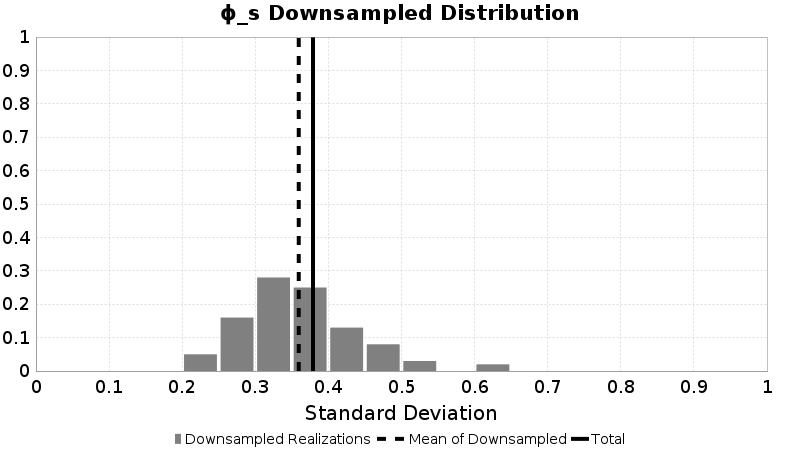 ϕ_s Downsampled Distribution
1
0.9
0.8
0.7
0.6
0.5
0.4
0.3
0.2
0.1
0
0 0.1 0.2 0.3 0.4 0.5 0.6 0.7 0.8 0.9 1
Standard Deviation
Downsampled Realizations Mean of Downsampled Total